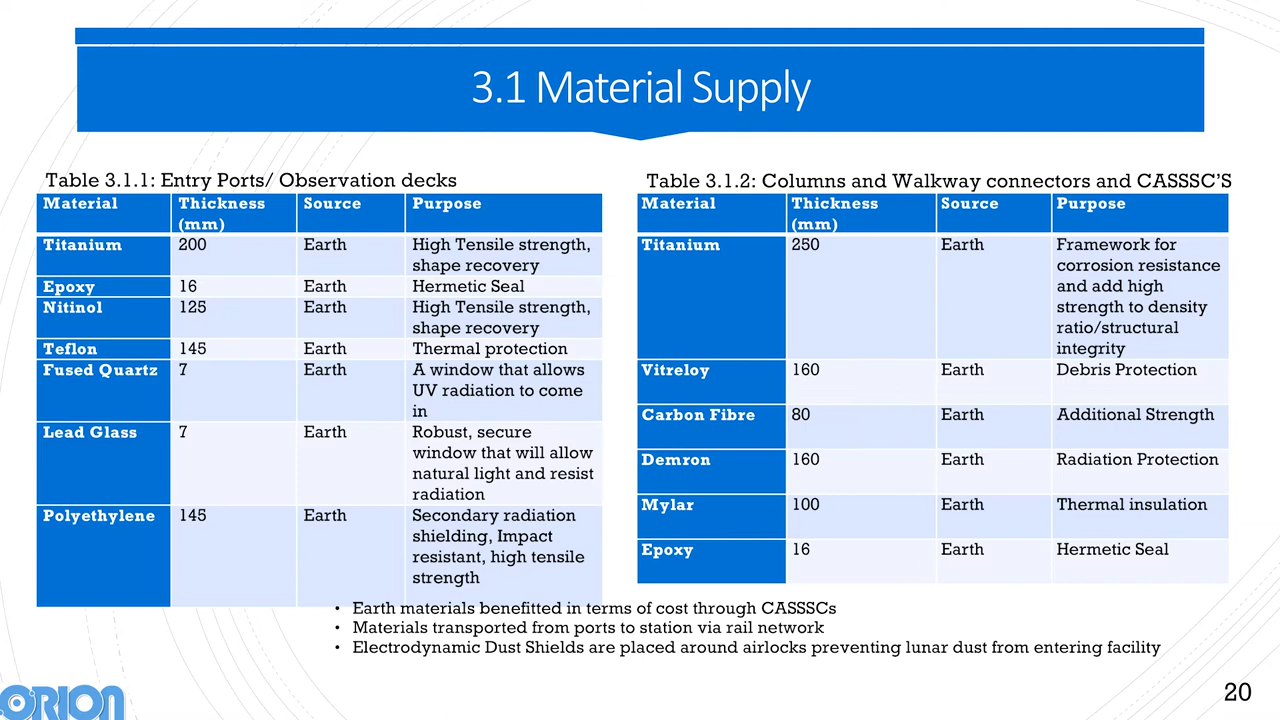 3.1 Material Supply
Table 3.1.1: Entry Ports/ Observation decks
Material Thickness (mm) Source Purpose
Titanium 200 Earth High Tensile strength,
shape recovery
Epoxy 16 Earth Hermetic Seal
Nitinol 125 Earth High Tensile strength,
shape recovery
Teflon 145 Earth Thermal protection
Fused Quartz 7 Earth A window that allows
UV radiation to come
in
Lead Glass 7 Earth Robust, secure
window that will allow
natural light and resist
radiation
Polyethylene 145 Earth Secondary radiation
shielding, Impact
resistant, high tensile
strength
Table 3.1.2: Columns and Walkway connectors and CASSSC'S
Material Thickness (mm) Source Purpose
Titanium 250 Earth Framework for
corrosion resistance
and add high
strength to density
ratio/structural
integrity
Vitreloy 160 Earth Debris Protection
Carbon Fibre 80 Earth Additional Strength
Demron 160 Earth Radiation Protection
Mylar 100 Earth Thermal insulation
Epoxy 16 Earth Hermetic Seal
• Earth materials benefitted in terms of cost through CASSSCs
• Materials transported from ports to station via rail network
• Electrodynamic Dust Shields are placed around airlocks preventing lunar dust from entering facility
ORION
20